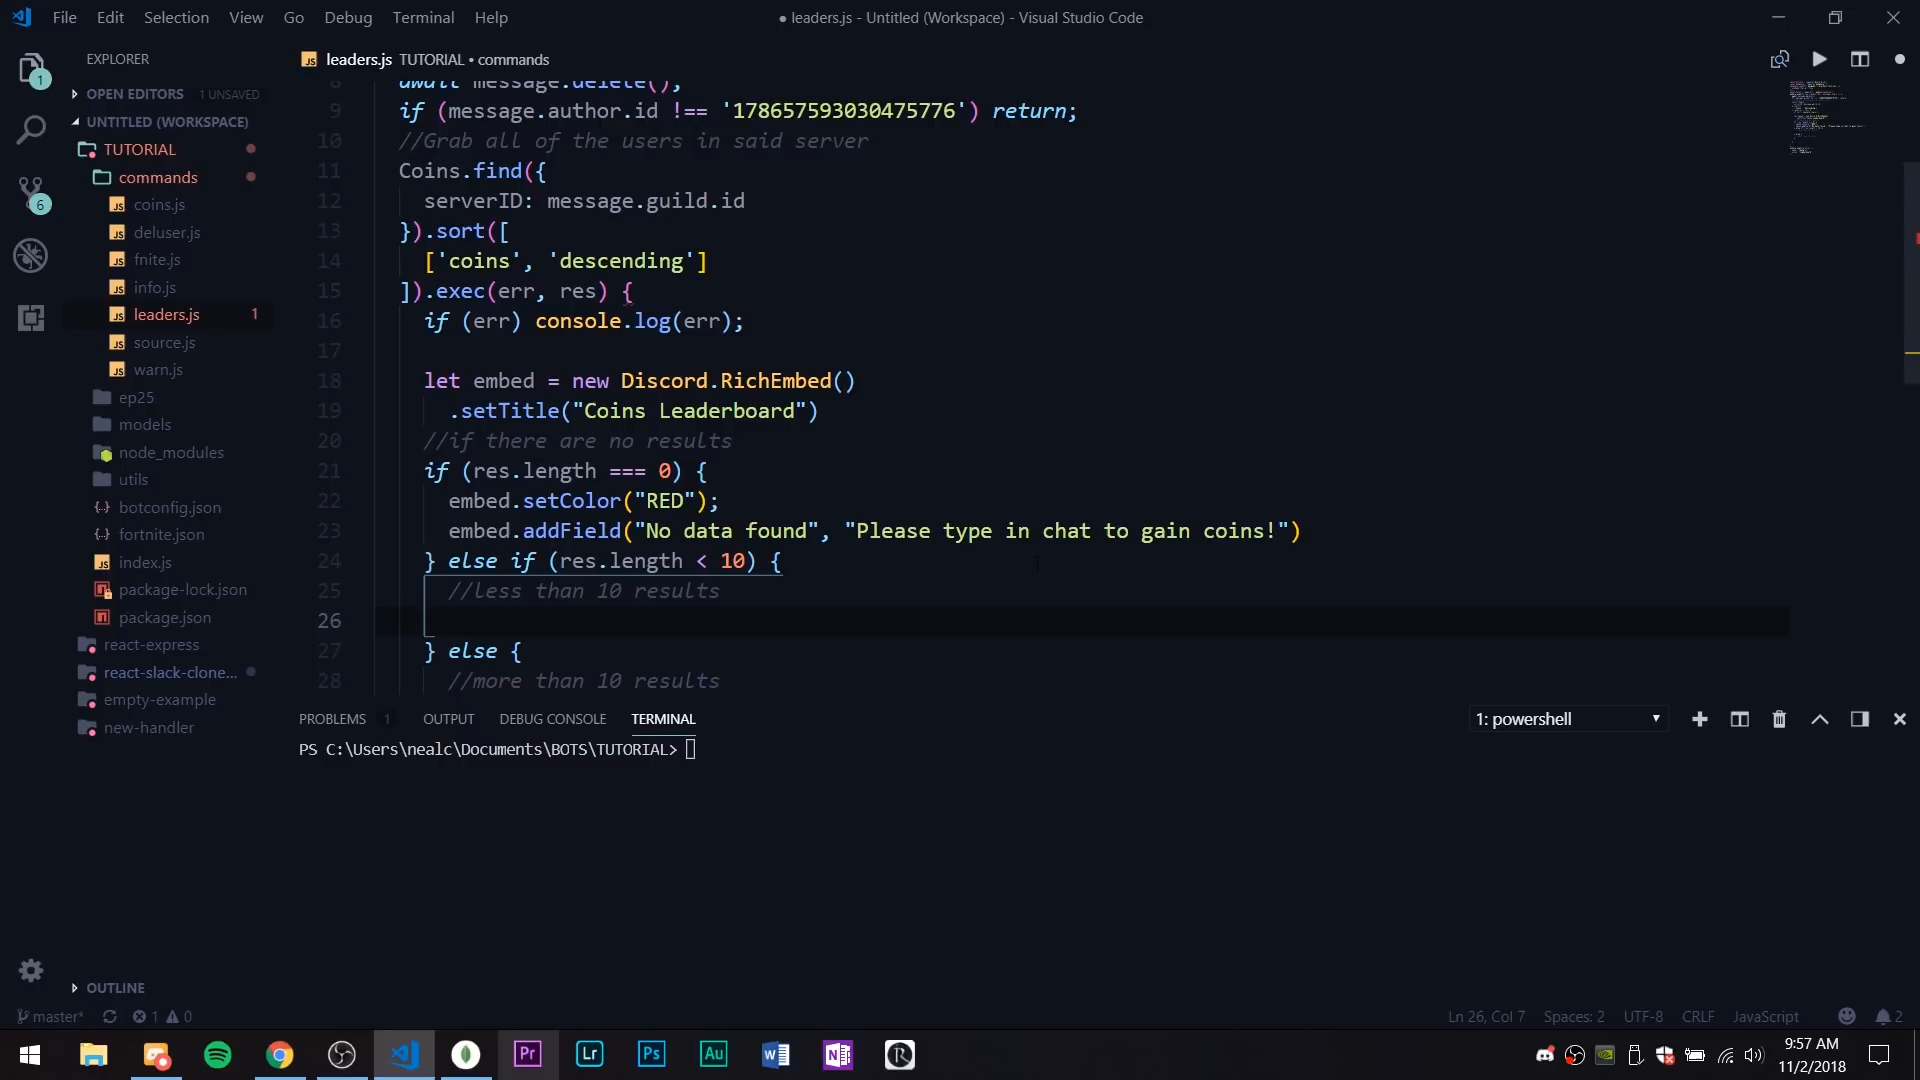 File Edit Selection View Go Debug Terminal Help
● leaders.js - Untitled (Workspace) - Visual Studio Code
EXPLORER
OPEN EDITORS 1 UNSAVED
UNTITLED (WORKSPACE)
TUTORIAL
commands
coins.js
deluser.js
fnite.js
info.js
leaders.js 1
source.js
warn.js
ep25
models
node_modules
utils
botconfig.json
fortnite.json
index.js
package-lock.json
package.json
react-express
react-slack-clone...
empty-example
new-handler
OUTLINE
1
6
leaders.js TUTORIAL • commands
8 await message.delete();
9 if (message.author.id !== '178657593030475776') return;
10 //Grab all of the users in said server
11 Coins.find({
12 serverID: message.guild.id
13 }).sort([
14 ['coins', 'descending']
15 ]).exec(err, res) {
16 if (err) console.log(err);
17
18 let embed = new Discord.RichEmbed()
19 .setTitle("Coins Leaderboard")
20 //if there are no results
21 if (res.length === 0) {
22 embed.setColor("RED");
23 embed.addField("No data found", "Please type in chat to gain coins!")
24 } else if (res.length < 10) {
25 //less than 10 results
26
27 } else {
28 //more than 10 results
PROBLEMS 1 OUTPUT DEBUG CONSOLE TERMINAL
1: powershell
PS C:\Users\nealc\Documents\BOTS\TUTORIAL>
master* 1 0
Ln 26, Col 7 Spaces: 2 UTF-8 CRLF JavaScript 2
Pr Lr Ps Au W N R
9:57 AM
11/2/2018